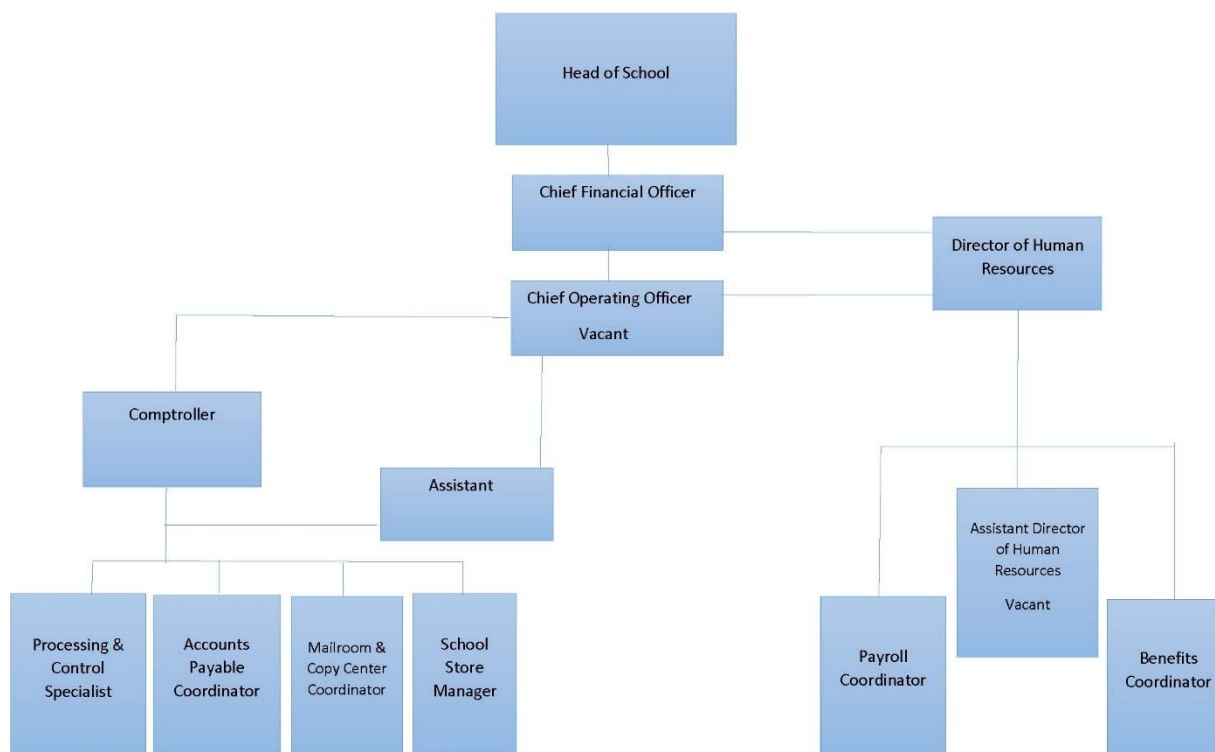 Head of School
Chief Financial Officer
Director of Human
Resources
Chief Operating Officer
Vacant
Comptroller
Assistant
Processing &
Control
Specialist
Accounts
Payable
Coordinator
Mailroom &
Copy Center
Coordinator
School
Store
Manager
Payroll
Coordinator
Assistant Director
of Human
Resources
Vacant
Benefits
Coordinator